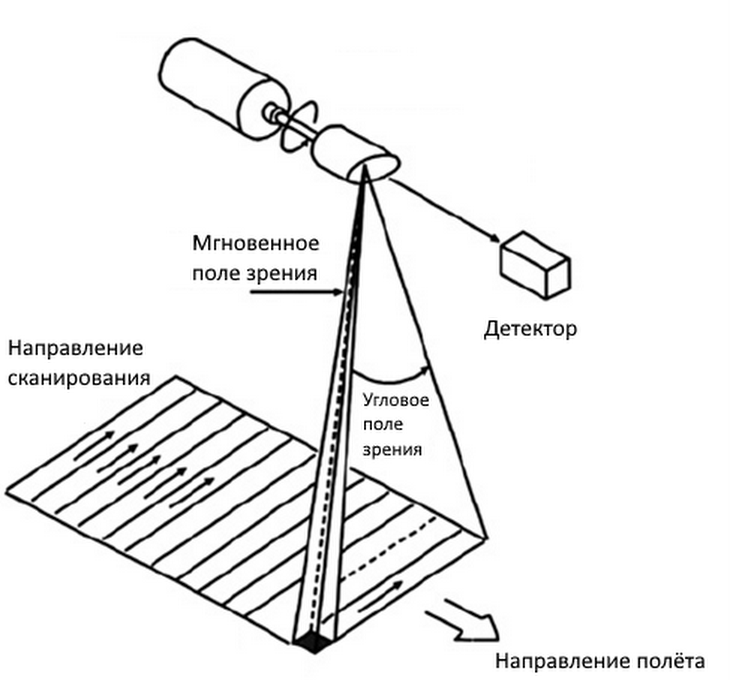 Мгновенное
поле зрения
Детектор
Направление
сканирования
Угловое
поле
зрения
Направление полёта